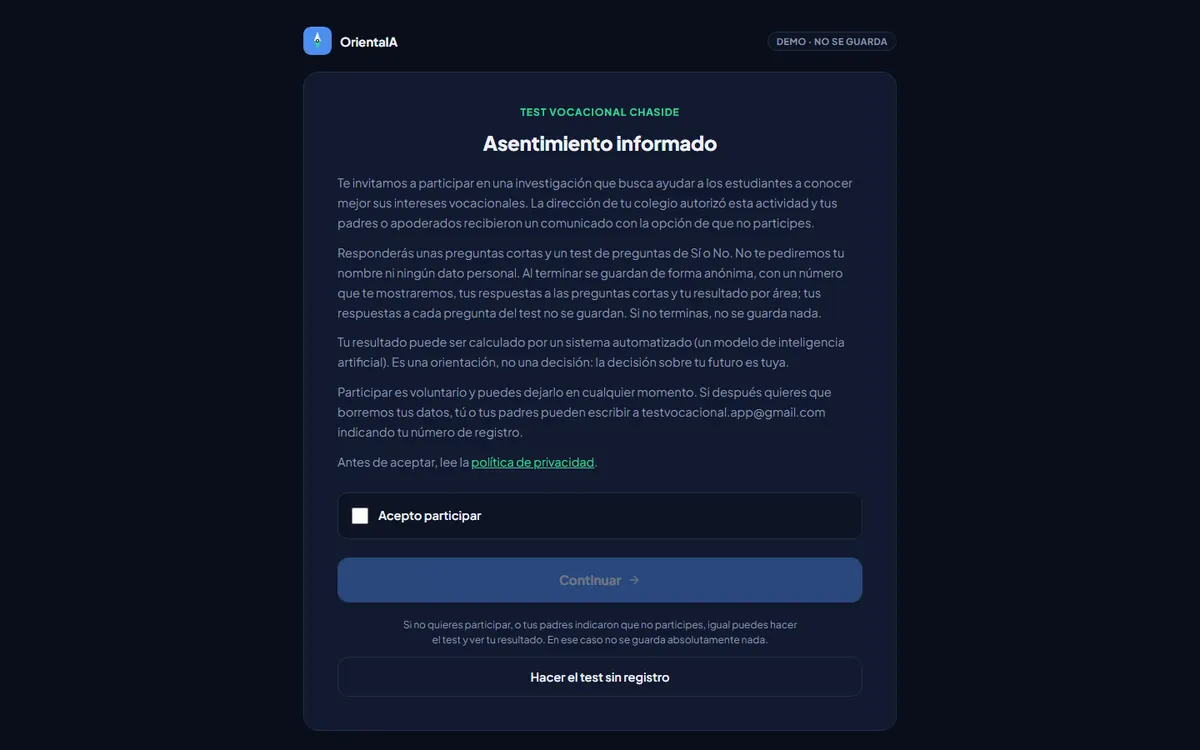 OrientaIA
DEMO · NO SE GUARDA
TEST VOCACIONAL CHASIDE
Asentimiento informado
Te invitamos a participar en una investigación que busca ayudar a los estudiantes a conocer
mejor sus intereses vocacionales. La dirección de tu colegio autorizó esta actividad y tus
padres o apoderados recibieron un comunicado con la opción de que no participes.
Responderás unas preguntas cortas y un test de preguntas de Sí o No. No te pediremos tu
nombre ni ningún dato personal. Al terminar se guardan de forma anónima, con un número
que te mostraremos, tus respuestas a las preguntas cortas y tu resultado por área; tus
respuestas a cada pregunta del test no se guardan. Si no terminas, no se guarda nada.
Tu resultado puede ser calculado por un sistema automatizado (un modelo de inteligencia
artificial). Es una orientación, no una decisión: la decisión sobre tu futuro es tuya.
Participar es voluntario y puedes dejarlo en cualquier momento. Si después quieres que
borremos tus datos, tú o tus padres pueden escribir a testvocacional.app@gmail.com
indicando tu número de registro.
Antes de aceptar, lee la política de privacidad.
Acepto participar
Continuar →
Si no quieres participar, o tus padres indicaron que no participes, igual puedes hacer
el test y ver tu resultado. En ese caso no se guarda absolutamente nada.
Hacer el test sin registro